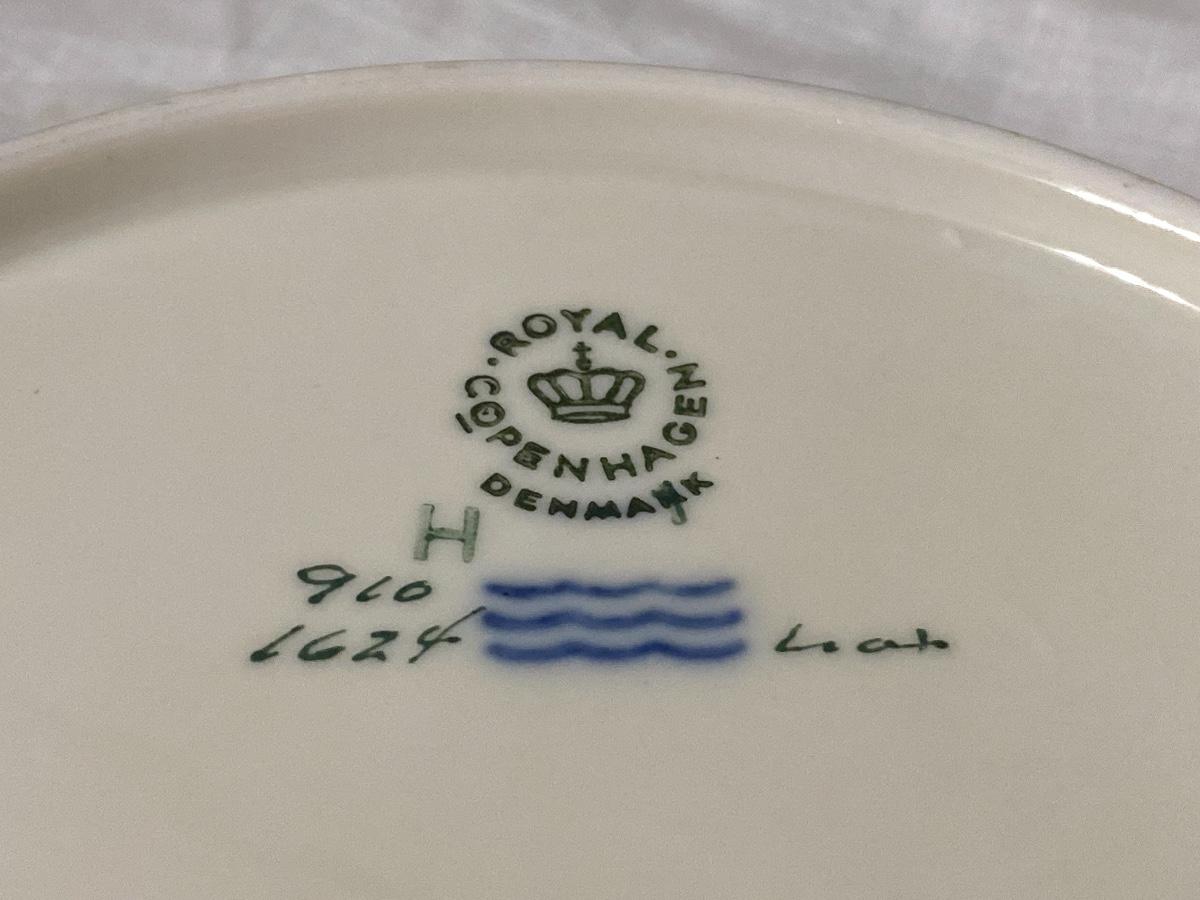 ROYAL
COPENHAGEN
DENMARK
H
910
1624